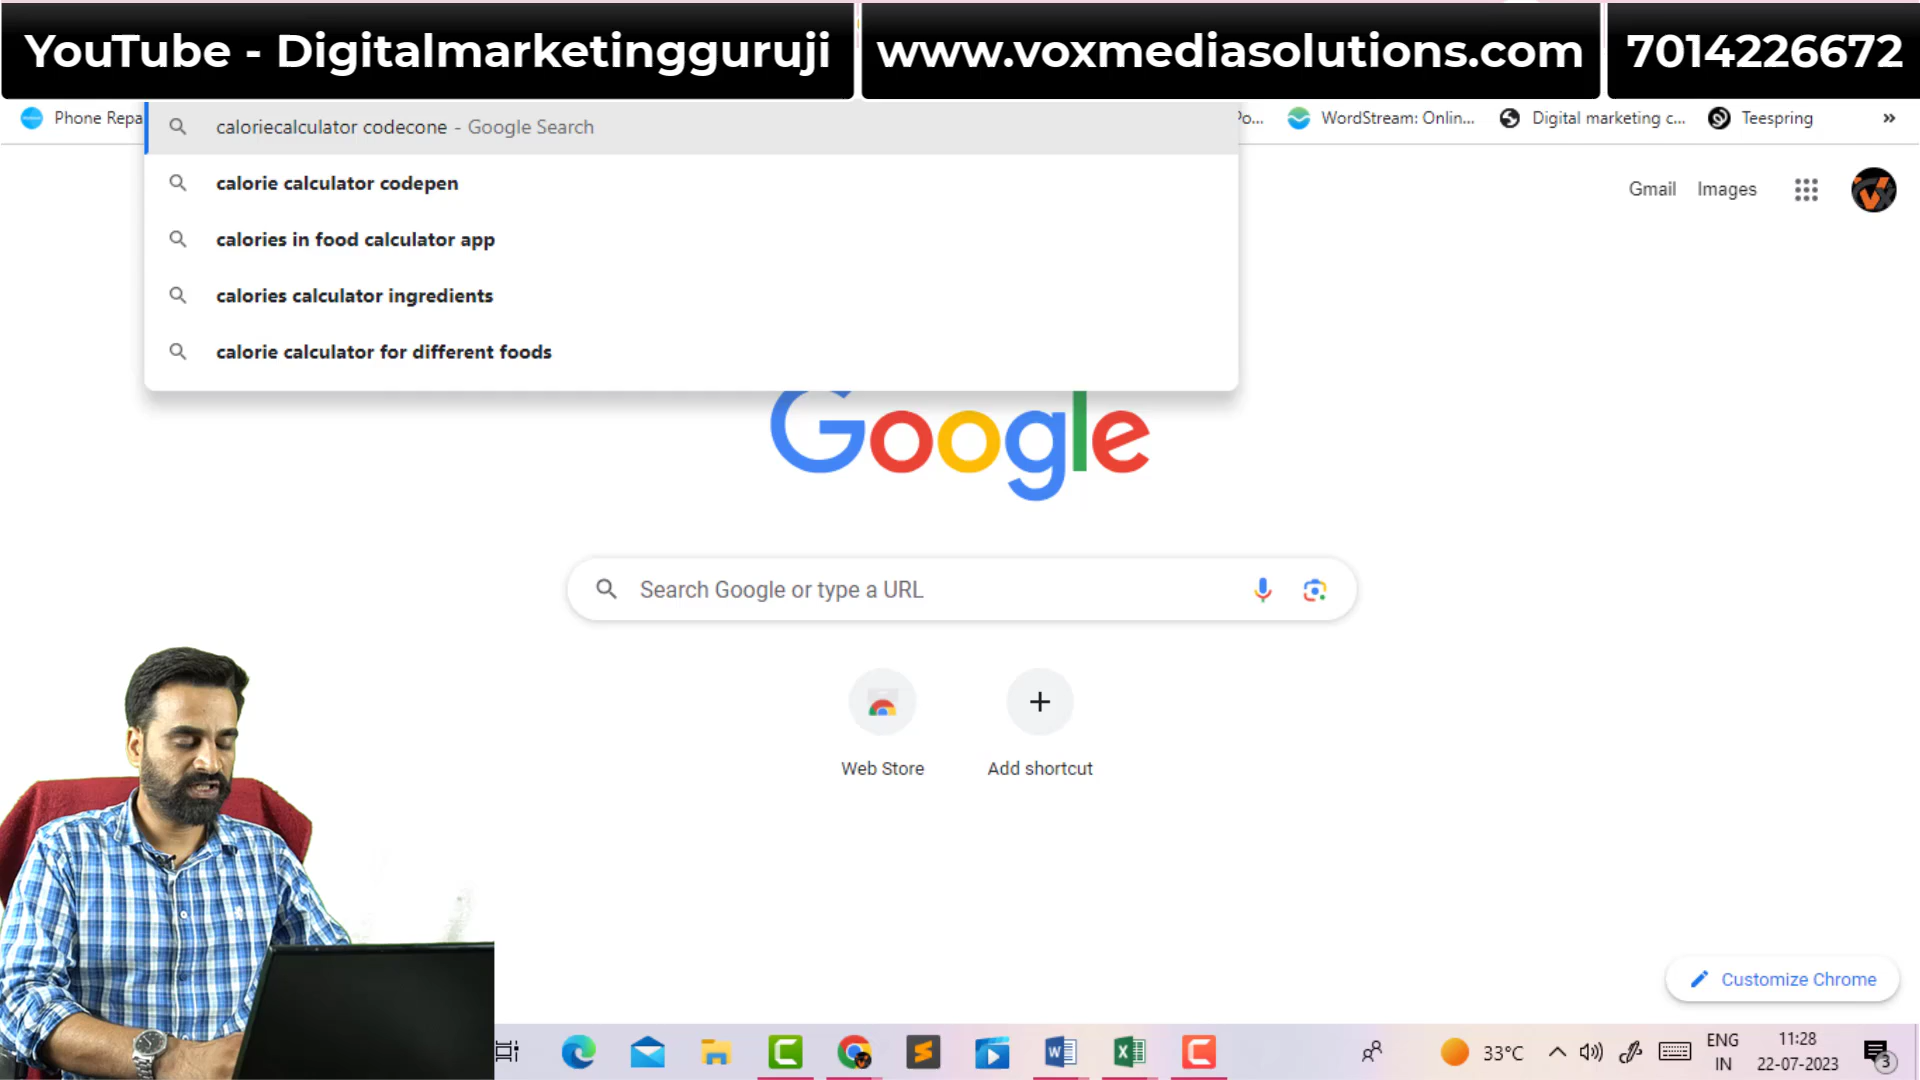 YouTube - Digitalmarketingguruji
www.voxmediasolutions.com
7014226672
Phone Repa
caloriecalculator codecone - Google Search
Po...
WordStream: Onlin...
Digital marketing c...
Teespring
»
calorie calculator codepen
calories in food calculator app
calories calculator ingredients
calorie calculator for different foods
Gmail
Images
Google
Search Google or type a URL
Web Store
Add shortcut
Customize Chrome
33°C
ENG
IN
11:28
22-07-2023
3